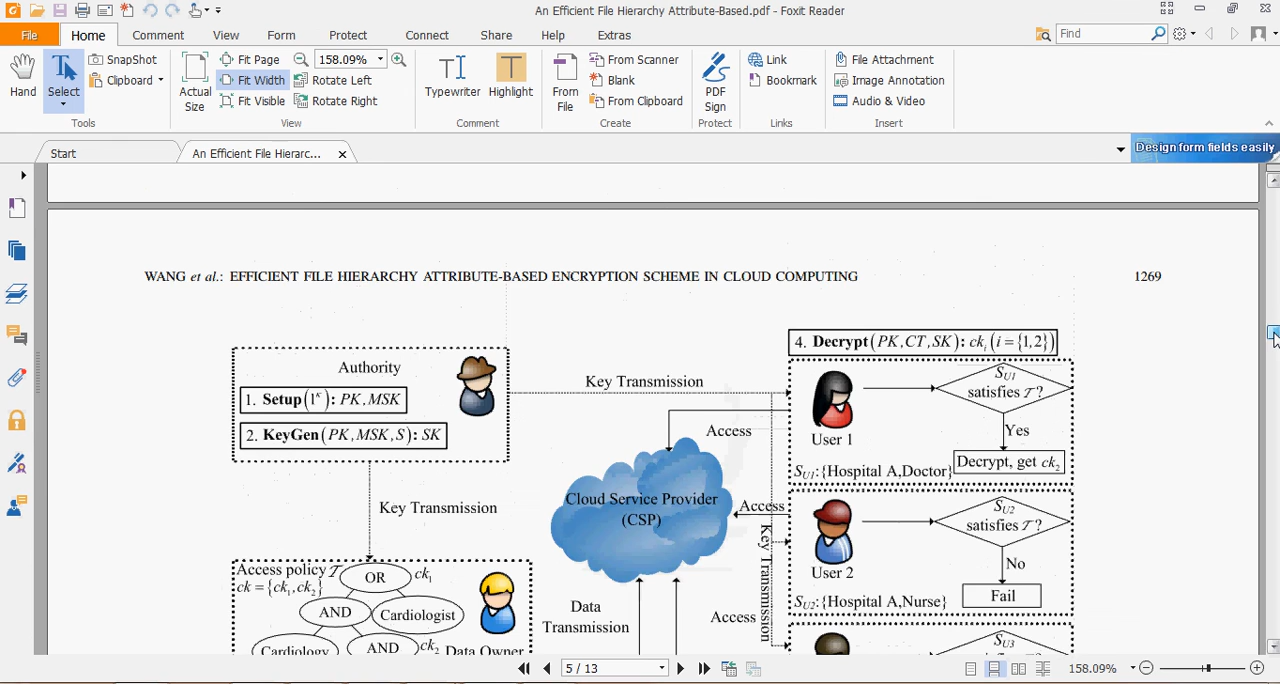 An Efficient File Hierarchy Attribute-Based.pdf - Foxit Reader
File Home Comment View Form Protect Connect Share Help Extras
Find
Hand
Select
SnapShot
Clipboard
Tools
Actual Size
Fit Page
Fit Width
Fit Visible
158.09%
Rotate Left
Rotate Right
View
Typewriter
Highlight
Comment
From File
From Scanner
Blank
From Clipboard
Create
PDF Sign
Protect
Link
Bookmark
Links
File Attachment
Image Annotation
Audio & Video
Insert
Start
An Efficient File Hierarc...
Design form fields easily
WANG et al.: EFFICIENT FILE HIERARCHY ATTRIBUTE-BASED ENCRYPTION SCHEME IN CLOUD COMPUTING 1269
Authority
1. Setup(1^κ): PK,MSK
2. KeyGen(PK,MSK,S): SK
Key Transmission
4. Decrypt(PK,CT,SK): ck_i (i={1,2})
User 1
S_U1 satisfies 𝒯?
Yes
Decrypt, get ck₂
S_U1:{Hospital A,Doctor}
Access
Cloud Service Provider
(CSP)
Access
Key Transmission
User 2
S_U2 satisfies 𝒯?
No
Fail
S_U2:{Hospital A,Nurse}
Key Transmission
Access policy 𝒯
ck={ck₁,ck₂}
OR
ck₁
AND
Cardiologist
Cardiology
AND
ck₂
Data Owner
Data
Transmission
Access
S_U3
5 / 13
158.09%